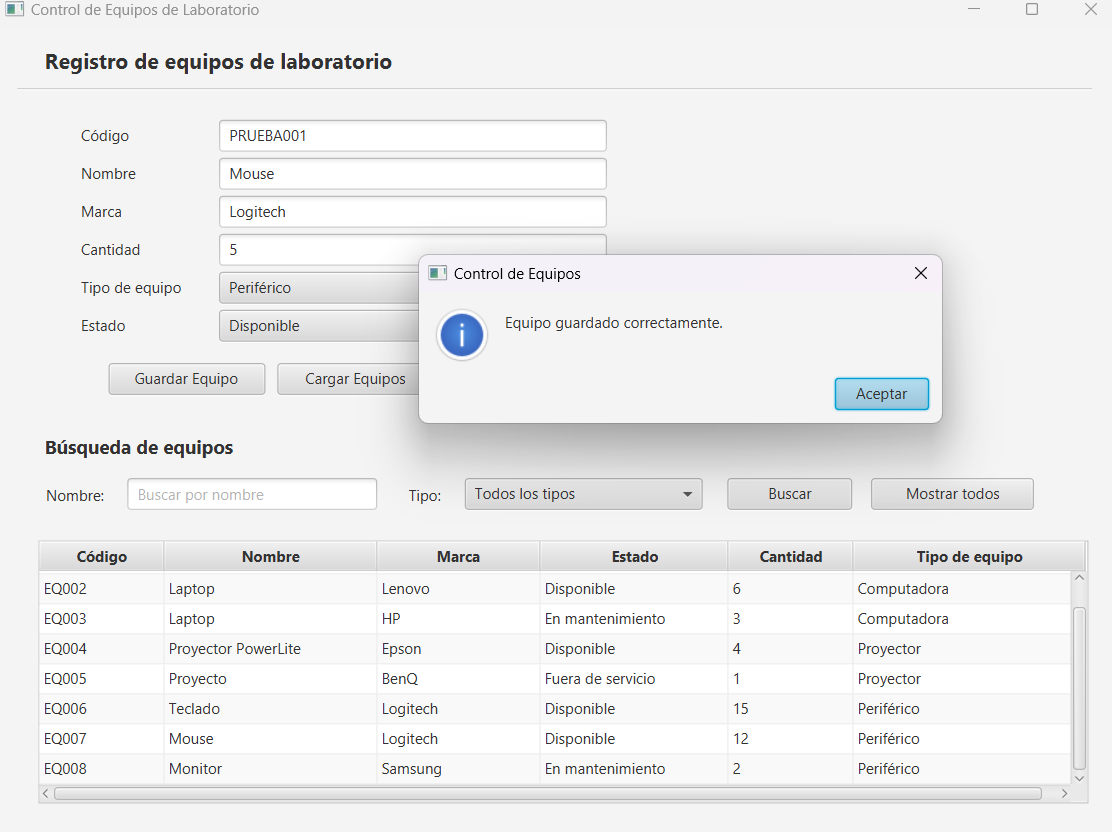 Control de Equipos de Laboratorio
Registro de equipos de laboratorio
Código PRUEBA001
Nombre Mouse
Marca Logitech
Cantidad 5
Tipo de equipo Periférico
Estado Disponible
Control de Equipos
Equipo guardado correctamente.
Aceptar
Guardar Equipo Cargar Equipos
Búsqueda de equipos
Nombre: Buscar por nombre Tipo: Todos los tipos Buscar Mostrar todos
Código Nombre Marca Estado Cantidad Tipo de equipo
EQ002 Laptop Lenovo Disponible 6 Computadora
EQ003 Laptop HP En mantenimiento 3 Computadora
EQ004 Proyector PowerLite Epson Disponible 4 Proyector
EQ005 Proyecto BenQ Fuera de servicio 1 Proyector
EQ006 Teclado Logitech Disponible 15 Periférico
EQ007 Mouse Logitech Disponible 12 Periférico
EQ008 Monitor Samsung En mantenimiento 2 Periférico